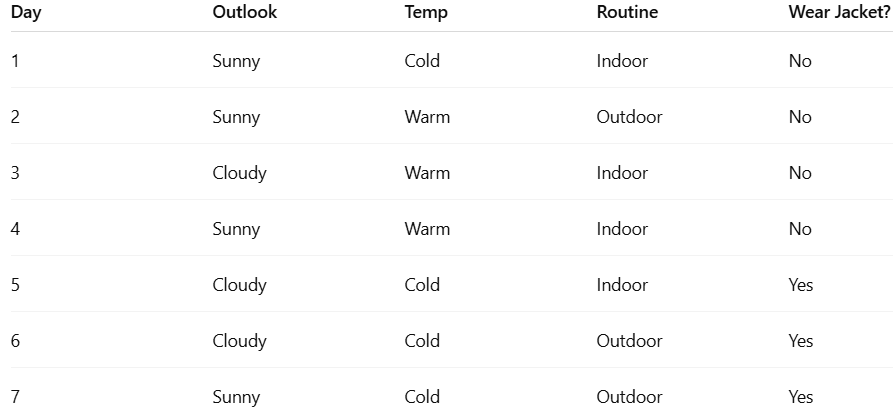 Day Outlook Temp Routine Wear Jacket?
1 Sunny Cold Indoor No
2 Sunny Warm Outdoor No
3 Cloudy Warm Indoor No
4 Sunny Warm Indoor No
5 Cloudy Cold Indoor Yes
6 Cloudy Cold Outdoor Yes
7 Sunny Cold Outdoor Yes